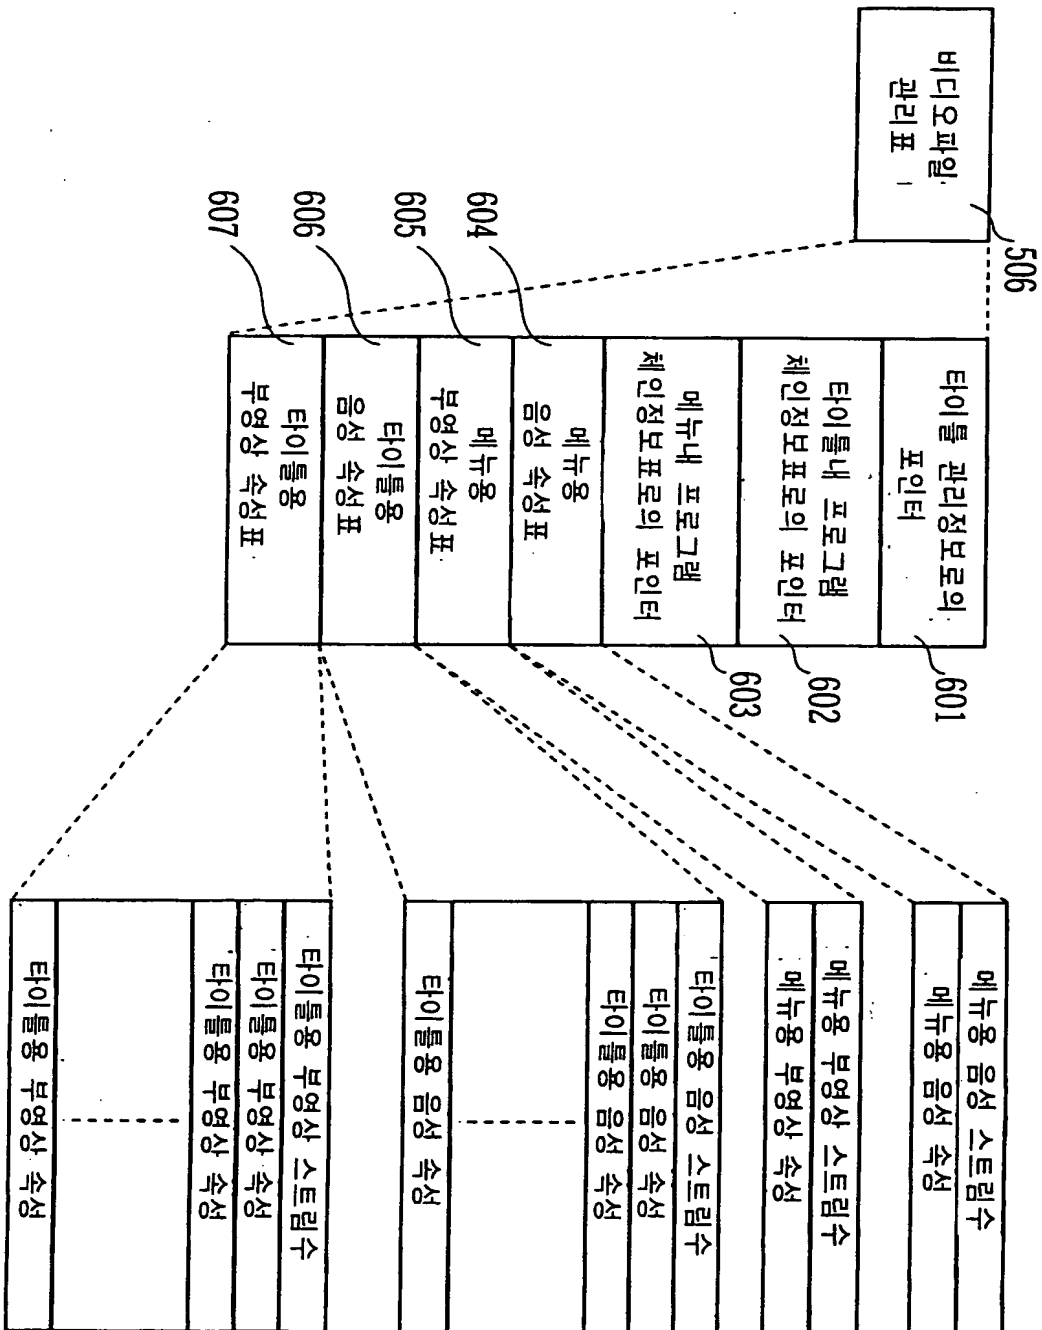 비디오파일
관리표
506
타이틀 관리정보로의
포인터
601
타이틀내 프로그램
체인정보표로의 포인터
602
메뉴내 프로그램
체인정보표로의 포인터
603
메뉴용
음성 속성표
604
메뉴용
부영상 속성표
605
타이틀용
음성 속성표
606
타이틀용
부영상 속성표
607
메뉴용 음성 스트림수
메뉴용 음성 속성
메뉴용 부영상 스트림수
메뉴용 부영상 속성
타이틀용 음성 스트림수
타이틀용 음성 속성
타이틀용 음성 속성
타이틀용 음성 속성
타이틀용 부영상 스트림수
타이틀용 부영상 속성
타이틀용 부영상 속성
타이틀용 부영상 속성